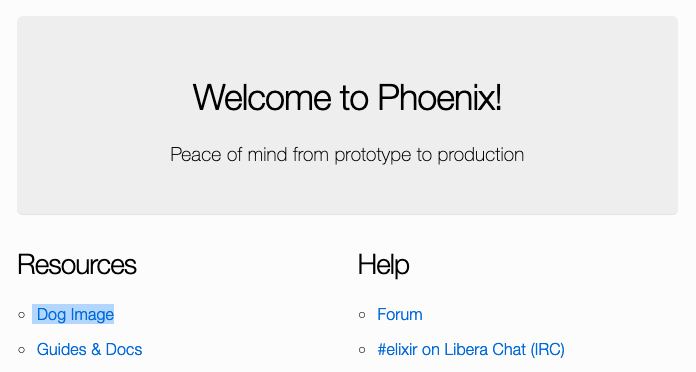 Welcome to Phoenix!
Peace of mind from prototype to production
Resources
Dog Image
Guides & Docs
Help
Forum
#elixir on Libera Chat (IRC)